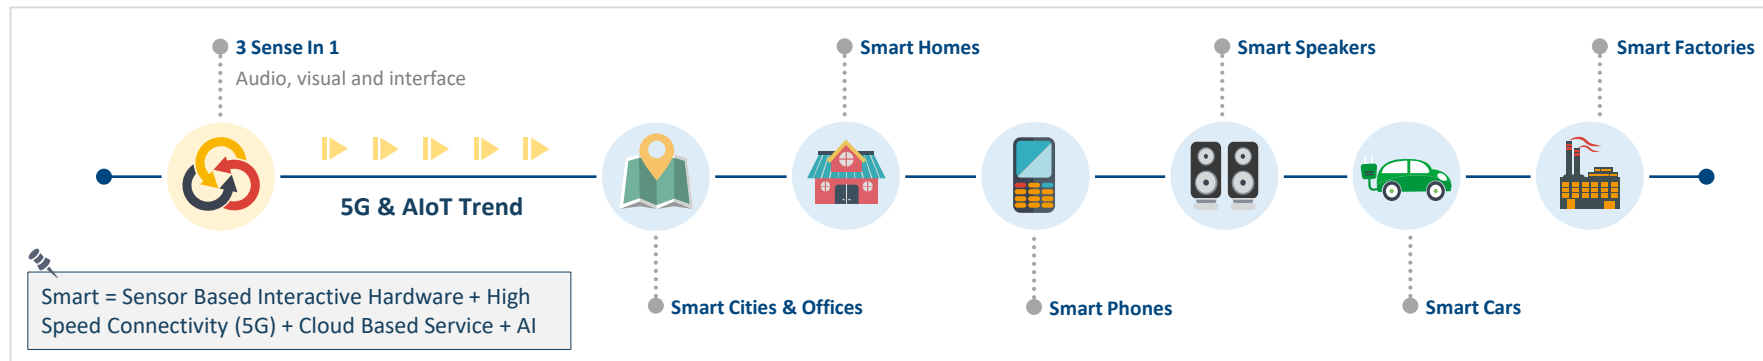 3 Sense In 1
Audio, visual and interface
Smart Homes
Smart Speakers
Smart Factories
5G & AIoT Trend
Smart = Sensor Based Interactive Hardware + High
Speed Connectivity (5G) + Cloud Based Service + AI
Smart Cities & Offices
Smart Phones
Smart Cars